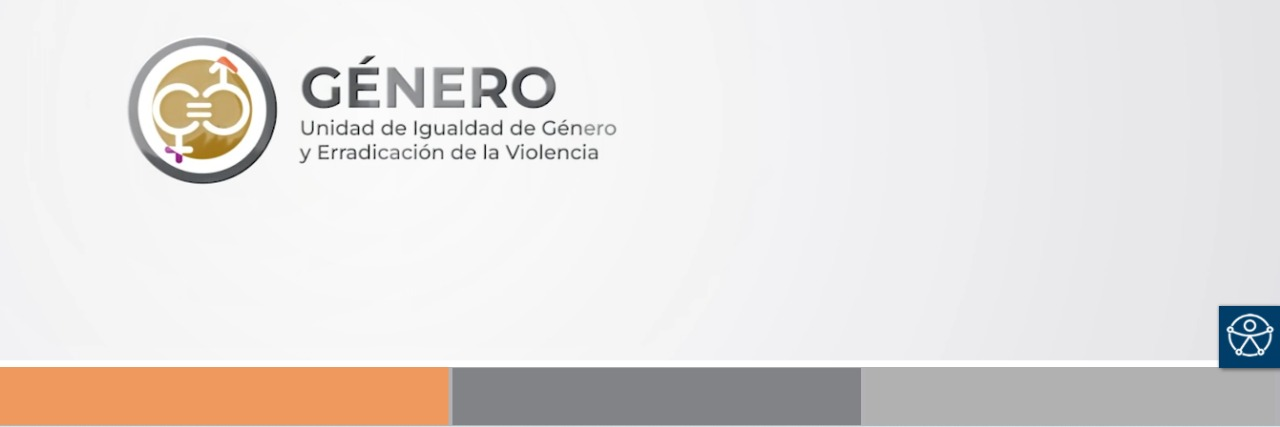 GÉNERO
Unidad de Igualdad de Género
y Erradicación de la Violencia